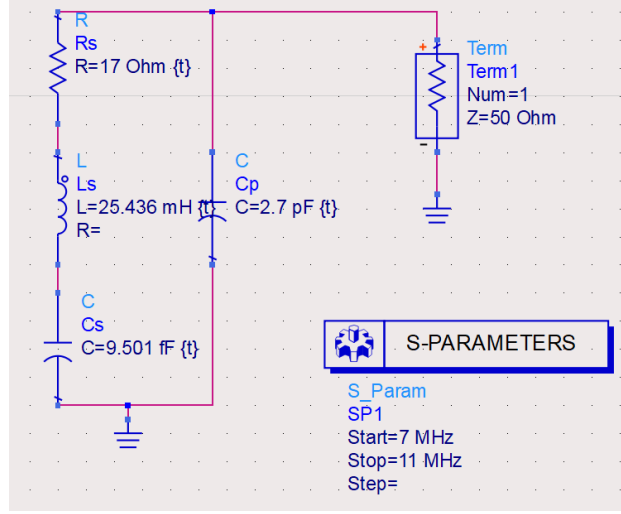 R
Rs
R=17 Ohm {t}
L
Ls
L=25.436 mH {t}
R=
C
Cs
C=9.501 fF {t}
C
Cp
C=2.7 pF {t}
+
Term
Term1
Num=1
Z=50 Ohm
-
S-PARAMETERS
S_Param
SP1
Start=7 MHz
Stop=11 MHz
Step=